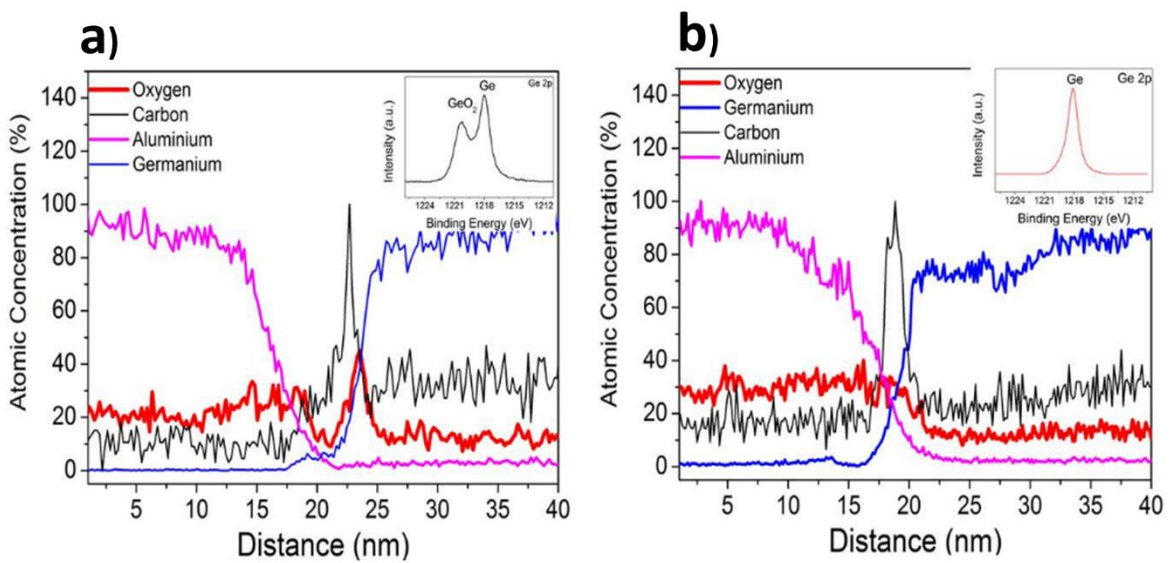 a)
Oxygen
Carbon
Aluminium
Germanium
Atomic Concentration (%)
140
120
100
80
60
40
20
0
5 10 15 20 25 30 35 40
Distance (nm)
Ge 2p
GeO2
Ge
Intensity (a.u.)
1224 1221 1218 1215 1212
Binding Energy (eV)
b)
Oxygen
Germanium
Carbon
Aluminium
Atomic Concentration (%)
140
120
100
80
60
40
20
0
5 10 15 20 25 30 35 40
Distance (nm)
Ge Ge 2p
Intensity (a.u.)
1224 1221 1218 1215 1212
Binding Energy (eV)